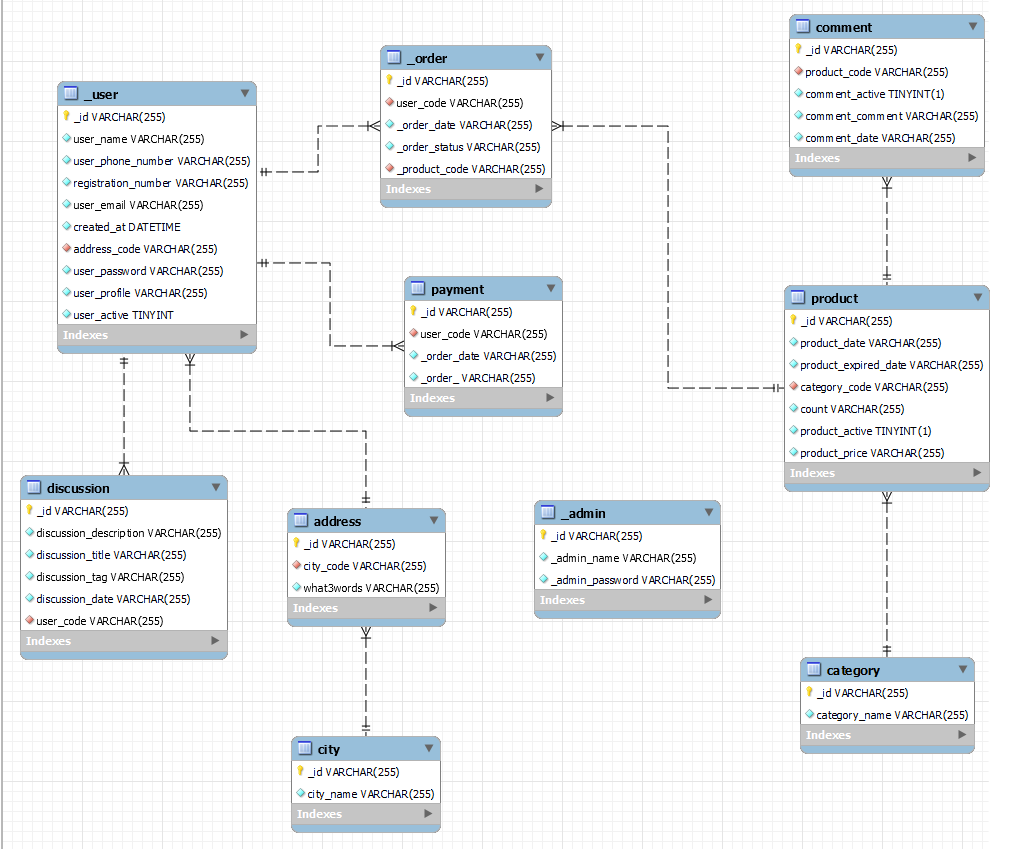 _user
_id VARCHAR(255)
user_name VARCHAR(255)
user_phone_number VARCHAR(255)
registration_number VARCHAR(255)
user_email VARCHAR(255)
created_at DATETIME
address_code VARCHAR(255)
user_password VARCHAR(255)
user_profile VARCHAR(255)
user_active TINYINT
Indexes
_order
_id VARCHAR(255)
user_code VARCHAR(255)
_order_date VARCHAR(255)
_order_status VARCHAR(255)
_product_code VARCHAR(255)
Indexes
comment
_id VARCHAR(255)
product_code VARCHAR(255)
comment_active TINYINT(1)
comment_comment VARCHAR(255)
comment_date VARCHAR(255)
Indexes
payment
_id VARCHAR(255)
user_code VARCHAR(255)
_order_date VARCHAR(255)
_order_ VARCHAR(255)
Indexes
product
_id VARCHAR(255)
product_date VARCHAR(255)
product_expired_date VARCHAR(255)
category_code VARCHAR(255)
count VARCHAR(255)
product_active TINYINT(1)
product_price VARCHAR(255)
Indexes
discussion
_id VARCHAR(255)
discussion_description VARCHAR(255)
discussion_title VARCHAR(255)
discussion_tag VARCHAR(255)
discussion_date VARCHAR(255)
user_code VARCHAR(255)
Indexes
address
_id VARCHAR(255)
city_code VARCHAR(255)
what3words VARCHAR(255)
Indexes
_admin
_id VARCHAR(255)
_admin_name VARCHAR(255)
_admin_password VARCHAR(255)
Indexes
category
_id VARCHAR(255)
category_name VARCHAR(255)
Indexes
city
_id VARCHAR(255)
city_name VARCHAR(255)
Indexes